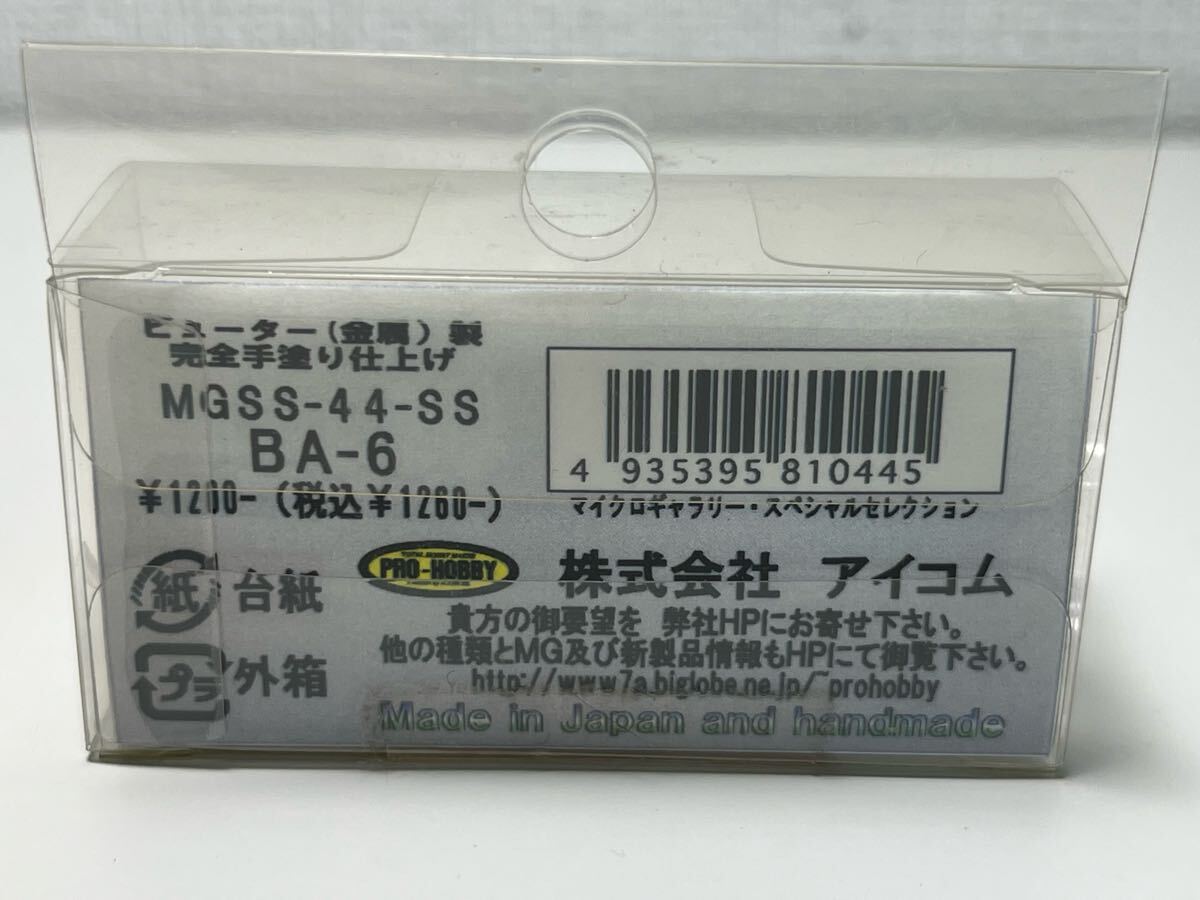 ピューター(金属)製
完全手塗り仕上げ
MGSS-44-SS
BA-6
¥1200-(税込¥1260-)
4 935395 810445
マイクロギャラリー・スペシャルセレクション
紙 台紙
プラ 外箱
PRO-HOBBY
株式会社 アイコム
貴方の御要望を 弊社HPにお寄せ下さい。
他の種類とMG及び新製品情報もHPにて御覧下さい。
http://www7a.biglobe.ne.jp/~prohobby
Made in Japan and handmade